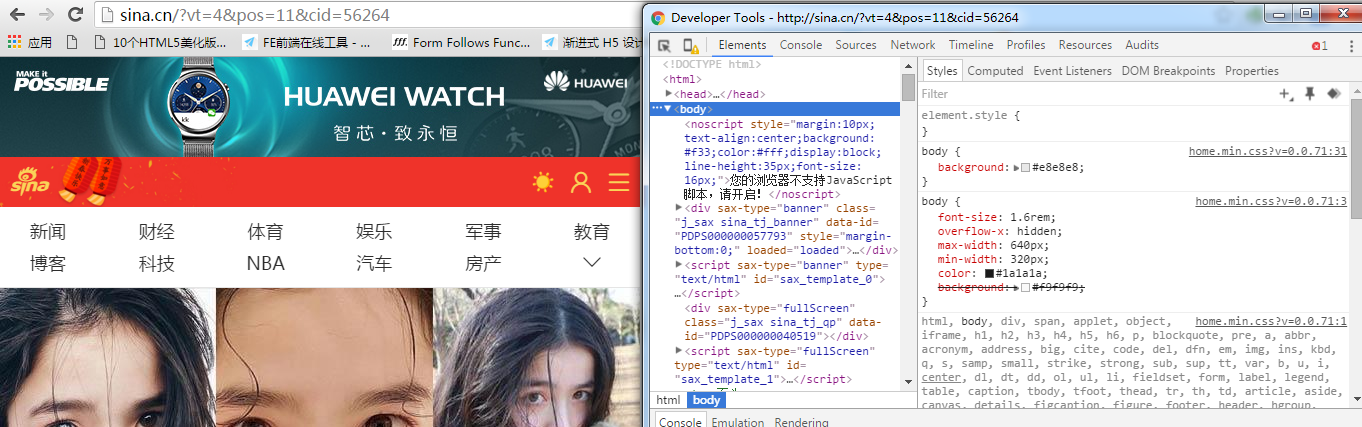 sina.cn/?vt=4&pos=11&cid=56264
应用
10个HTML5美化版...
FE前端在线工具 - ...
Form Follows Func...
渐进式 H5 设计
MAKE it
POSSIBLE
HUAWEI WATCH
智芯·致永恒
HUAWEI
sina
新闻 财经 体育 娱乐 军事 教育
博客 科技 NBA 汽车 房产
Developer Tools - http://sina.cn/?vt=4&pos=11&cid=56264
Elements Console Sources Network Timeline Profiles Resources Audits 1
<!DOCTYPE html>
<html>
<head>…</head>
<body>
<noscript style="margin:10px;
text-align:center;background:
#f33;color:#fff;display:block;
line-height:35px;font-size:
16px;">您的浏览器不支持JavaScript
脚本，请开启！</noscript>
<div sax-type="banner" class=
"j_sax sina_tj_banner" data-id=
"PDPS000000057793" style="margin-
bottom:0;" loaded="loaded">…</div>
<script sax-type="banner" type=
"text/html" id="sax_template_0">
…</script>
<div sax-type="fullScreen"
class="j_sax sina_tj_qp" data-
id="PDPS000000040519"></div>
<script sax-type="fullScreen"
type="text/html" id=
"sax_template_1">…</script>
html body
Styles Computed Event Listeners DOM Breakpoints Properties
Filter
element.style {
}
body { home.min.css?v=0.0.71:31
background: #e8e8e8;
}
body { home.min.css?v=0.0.71:3
font-size: 1.6rem;
overflow-x: hidden;
max-width: 640px;
min-width: 320px;
color: #1a1a1a;
background: #f9f9f9;
}
html, body, div, span, applet, object, home.min.css?v=0.0.71:1
iframe, h1, h2, h3, h4, h5, h6, p, blockquote, pre, a, abbr,
acronym, address, big, cite, code, del, dfn, em, img, ins, kbd,
q, s, samp, small, strike, strong, sub, sup, tt, var, b, u, i,
center, dl, dt, dd, ol, ul, li, fieldset, form, label, legend,
table, caption, tbody, tfoot, thead, tr, th, td, article, aside,
canvas, details, figcaption, figure, footer, header, hgroup,
Console Emulation Rendering